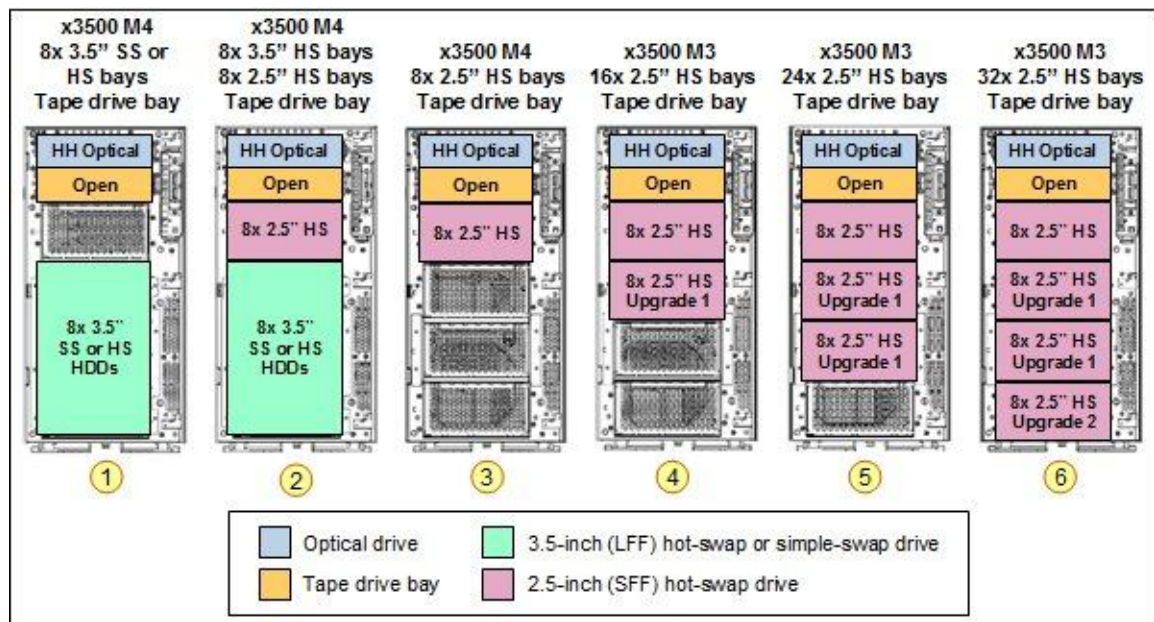 x3500 M4
8x 3.5” SS or
HS bays
Tape drive bay
x3500 M4
8x 3.5” HS bays
8x 2.5” HS bays
Tape drive bay
x3500 M4
8x 2.5” HS bays
Tape drive bay
x3500 M3
16x 2.5” HS bays
Tape drive bay
x3500 M3
24x 2.5” HS bays
Tape drive bay
x3500 M3
32x 2.5” HS bays
Tape drive bay
HH Optical
Open
8x 3.5”
SS or HS
HDDs
1
HH Optical
Open
8x 2.5” HS
8x 3.5”
SS or HS
HDDs
2
HH Optical
Open
8x 2.5” HS
3
HH Optical
Open
8x 2.5” HS
8x 2.5” HS
Upgrade 1
4
HH Optical
Open
8x 2.5” HS
8x 2.5” HS
Upgrade 1
8x 2.5” HS
Upgrade 1
5
HH Optical
Open
8x 2.5” HS
8x 2.5” HS
Upgrade 1
8x 2.5” HS
Upgrade 1
8x 2.5” HS
Upgrade 2
6
Optical drive
Tape drive bay
3.5-inch (LFF) hot-swap or simple-swap drive
2.5-inch (SFF) hot-swap drive